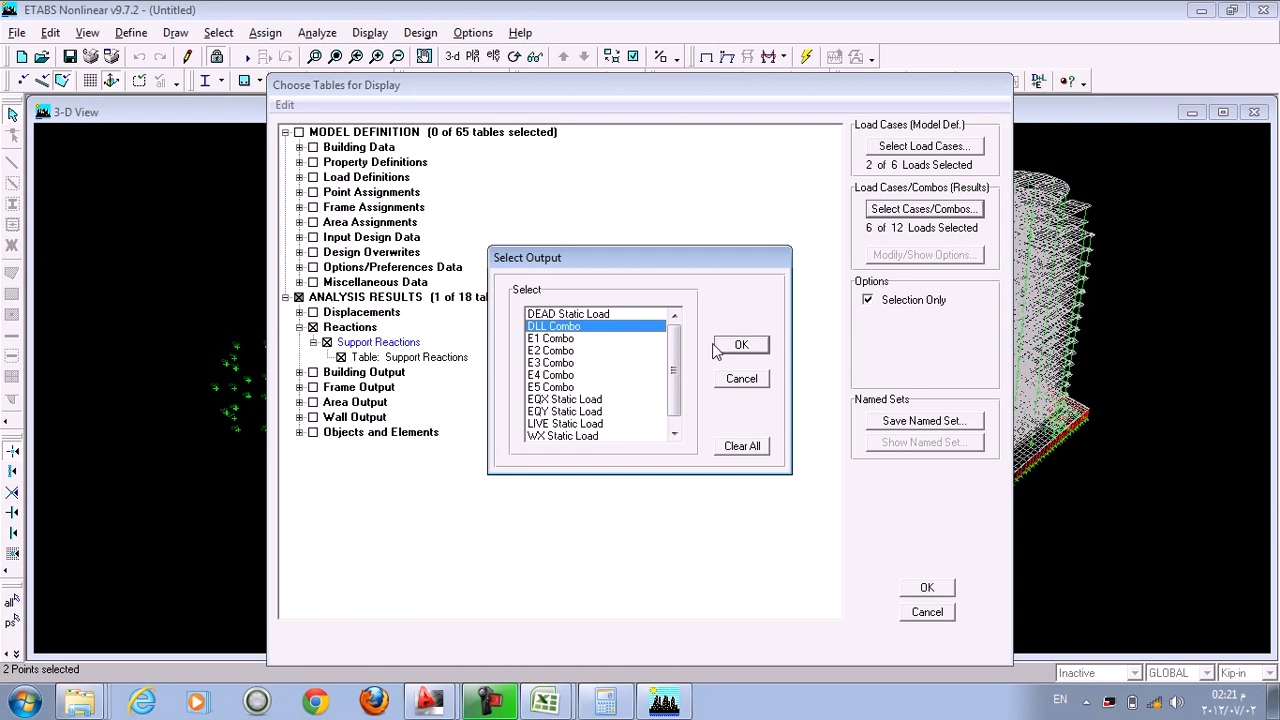 ETABS Nonlinear v9.7.2 - (Untitled)
File Edit View Define Draw Select Assign Analyze Display Design Options Help
3-d
Choose Tables for Display
Edit
3-D View
MODEL DEFINITION (0 of 65 tables selected)
Building Data
Property Definitions
Load Definitions
Point Assignments
Frame Assignments
Area Assignments
Input Design Data
Design Overwrites
Options/Preferences Data
Miscellaneous Data
ANALYSIS RESULTS (1 of 18 tal
Displacements
Reactions
Support Reactions
Table: Support Reactions
Building Output
Frame Output
Area Output
Wall Output
Objects and Elements
Select Output
Select
DEAD Static Load
DLL Combo
E1 Combo
E2 Combo
E3 Combo
E4 Combo
E5 Combo
EQX Static Load
EQY Static Load
LIVE Static Load
WX Static Load
OK
Cancel
Clear All
Load Cases (Model Def.)
Select Load Cases...
2 of 6 Loads Selected
Load Cases/Combos (Results)
Select Cases/Combos...
6 of 12 Loads Selected
Modify/Show Options...
Options
Selection Only
Named Sets
Save Named Set...
Show Named Set...
OK
Cancel
all
ps
2 Points selected
Inactive GLOBAL Kip-in
EN
02:21 م
٢٠١٢/٠٧/٠٢